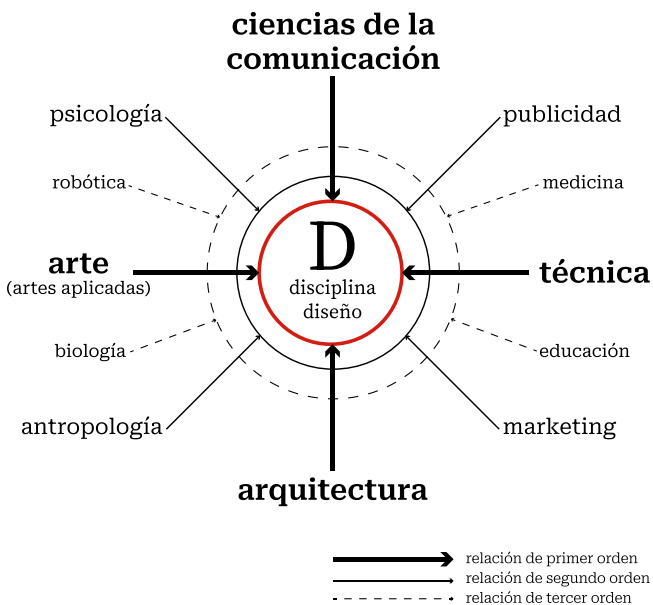 ciencias de la
comunicación
psicología
publicidad
robótica
medicina
D
disciplina
diseño
arte
(artes aplicadas)
técnica
biología
educación
antropología
marketing
arquitectura
relación de primer orden
relación de segundo orden
relación de tercer orden